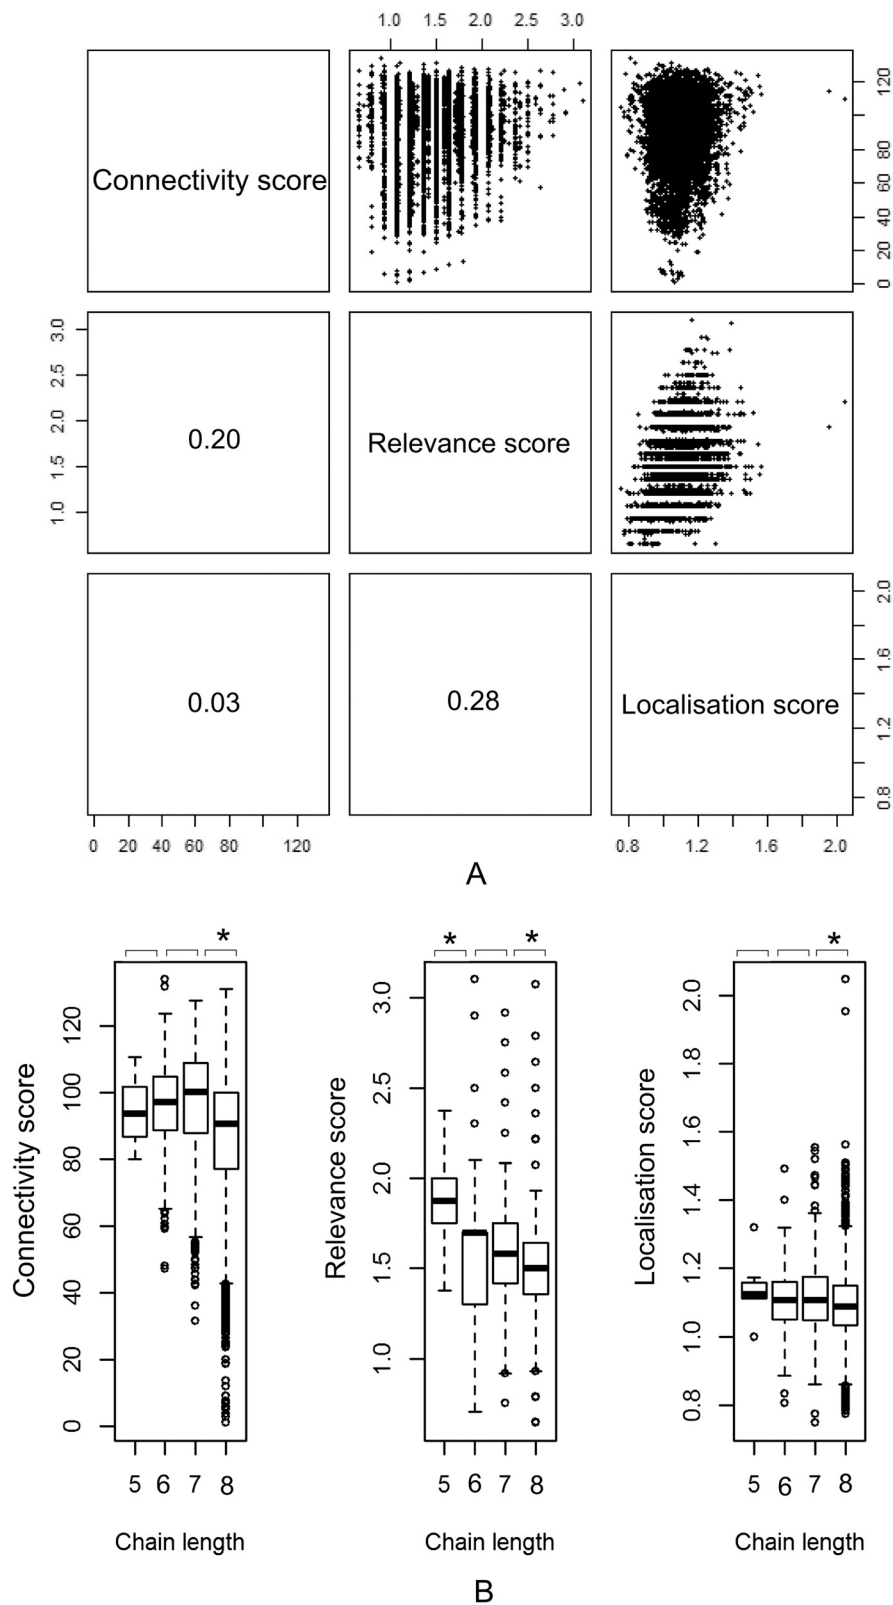 1.0 1.5 2.0 2.5 3.0
Connectivity score
0 20 40 60 80 120
1.0 1.5 2.0 2.5 3.0
0.20
Relevance score
0.03
0.28
Localisation score
0.8 1.2 1.6 2.0
0 20 40 60 80 120
0.8 1.2 1.6 2.0
A
* * * *
Connectivity score
0 20 40 60 80 100 120
5 6 7 8
Chain length
Relevance score
1.0 1.5 2.0 2.5 3.0
5 6 7 8
Chain length
Localisation score
0.8 1.0 1.2 1.4 1.6 1.8 2.0
5 6 7 8
Chain length
B